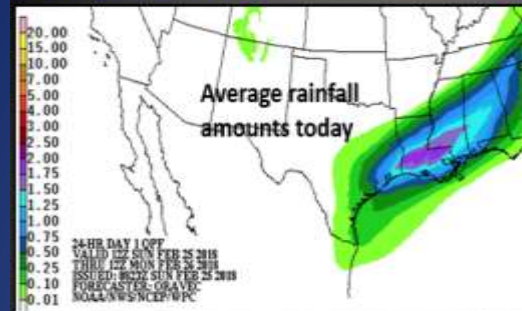 20.00
15.00
10.00
7.00
5.00
4.00
3.00
2.50
2.00
1.75
1.50
1.25
1.00
0.75
0.50
0.25
0.10
0.01
Average rainfall
amounts today
24-HR DAY 1 QPF
VALID 12Z SUN FEB 25 2018
THRU 12Z MON FEB 26 2018
ISSUED: 0823Z SUN FEB 25 2018
FORECASTER: ORAVEC
NOAA/NWS/NCEP/WPC